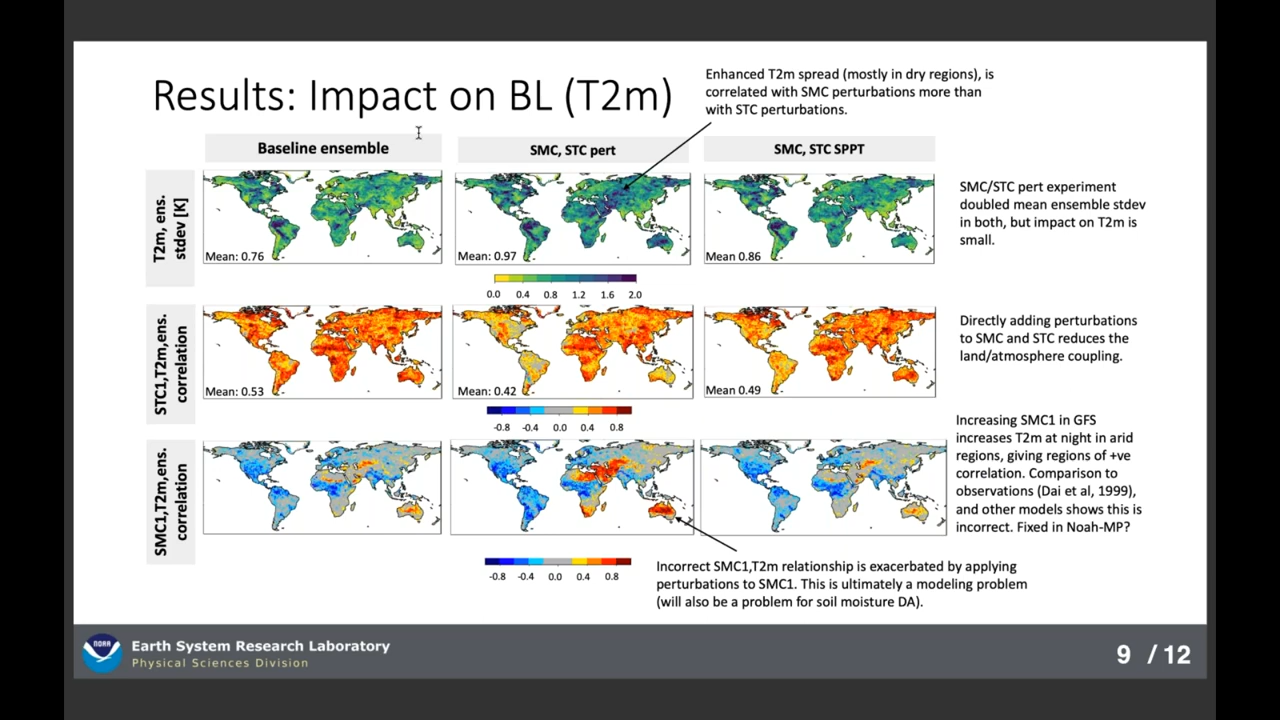 Results: Impact on BL (T2m)
Enhanced T2m spread (mostly in dry regions), is
correlated with SMC perturbations more than
with STC perturbations.
Baseline ensemble
SMC, STC pert
SMC, STC SPPT
T2m, ens.
stdev [K]
Mean: 0.76
Mean: 0.97
Mean 0.86
0.0 0.4 0.8 1.2 1.6 2.0
SMC/STC pert experiment
doubled mean ensemble stdev
in both, but impact on T2m is
small.
STC1,T2m,ens.
correlation
Mean: 0.53
Mean: 0.42
Mean 0.49
-0.8 -0.4 0.0 0.4 0.8
Directly adding perturbations
to SMC and STC reduces the
land/atmosphere coupling.
SMC1,T2m,ens.
correlation
-0.8 -0.4 0.0 0.4 0.8
Increasing SMC1 in GFS
increases T2m at night in arid
regions, giving regions of +ve
correlation. Comparison to
observations (Dai et al, 1999),
and other models shows this is
incorrect. Fixed in Noah-MP?
Incorrect SMC1,T2m relationship is exacerbated by applying
perturbations to SMC1. This is ultimately a modeling problem
(will also be a problem for soil moisture DA).
NOAA
Earth System Research Laboratory
Physical Sciences Division
9 / 12